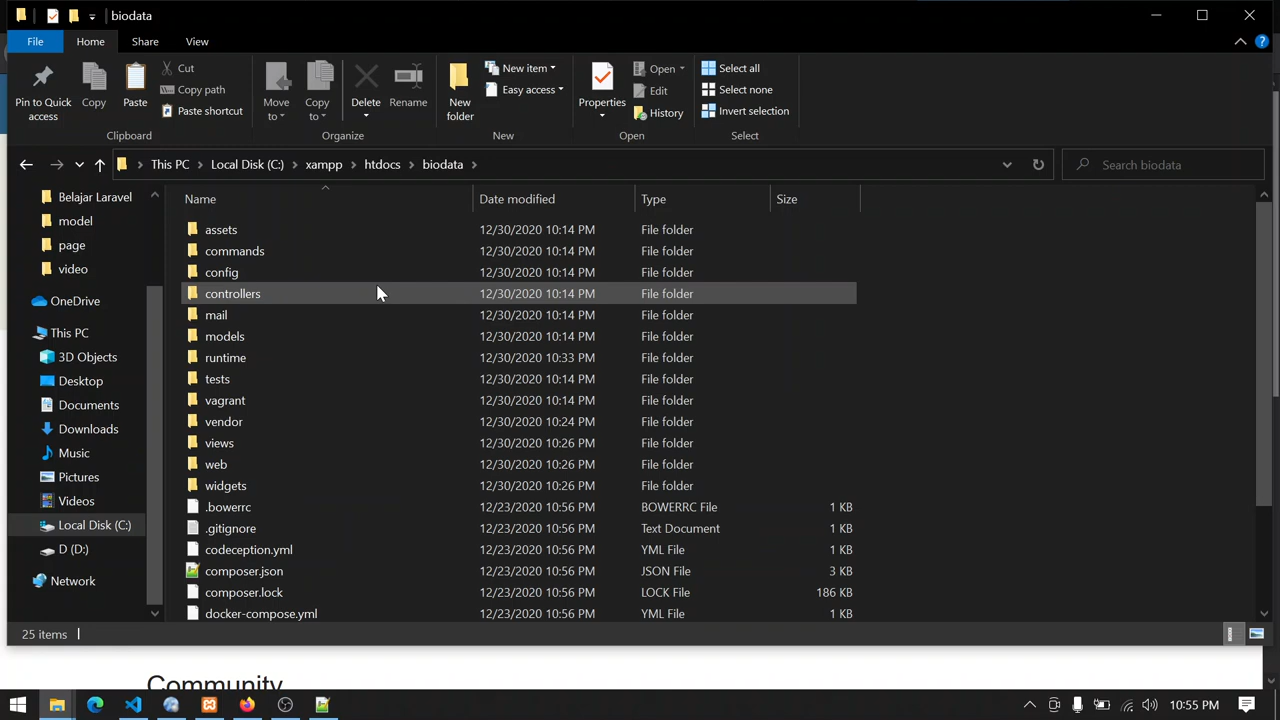 biodata
File Home Share View
Pin to Quick access
Copy
Paste
Cut
Copy path
Paste shortcut
Clipboard
Move to
Copy to
Delete
Rename
Organize
New folder
New item
Easy access
New
Properties
Open
Edit
History
Open
Select all
Select none
Invert selection
Select
This PC Local Disk (C:) xampp htdocs biodata
Search biodata
Belajar Laravel
model
page
video
OneDrive
This PC
3D Objects
Desktop
Documents
Downloads
Music
Pictures
Videos
Local Disk (C:)
D (D:)
Network
Name Date modified Type Size
assets 12/30/2020 10:14 PM File folder
commands 12/30/2020 10:14 PM File folder
config 12/30/2020 10:14 PM File folder
controllers 12/30/2020 10:14 PM File folder
mail 12/30/2020 10:14 PM File folder
models 12/30/2020 10:14 PM File folder
runtime 12/30/2020 10:33 PM File folder
tests 12/30/2020 10:14 PM File folder
vagrant 12/30/2020 10:14 PM File folder
vendor 12/30/2020 10:24 PM File folder
views 12/30/2020 10:26 PM File folder
web 12/30/2020 10:26 PM File folder
widgets 12/30/2020 10:26 PM File folder
.bowerrc 12/23/2020 10:56 PM BOWERRC File 1 KB
.gitignore 12/23/2020 10:56 PM Text Document 1 KB
codeception.yml 12/23/2020 10:56 PM YML File 1 KB
composer.json 12/23/2020 10:56 PM JSON File 3 KB
composer.lock 12/23/2020 10:56 PM LOCK File 186 KB
docker-compose.yml 12/23/2020 10:56 PM YML File 1 KB
25 items
Community
10:55 PM